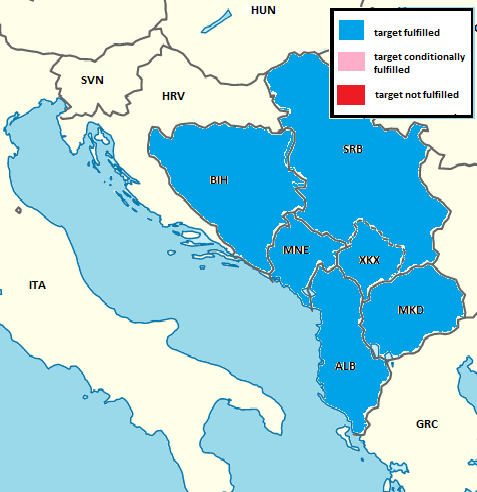 HUN
target fulfilled
target conditionally
fulfilled
target not fulfilled
SVN
HRV
SRB
BIH
MNE
XKX
ITA
MKD
ALB
GRC